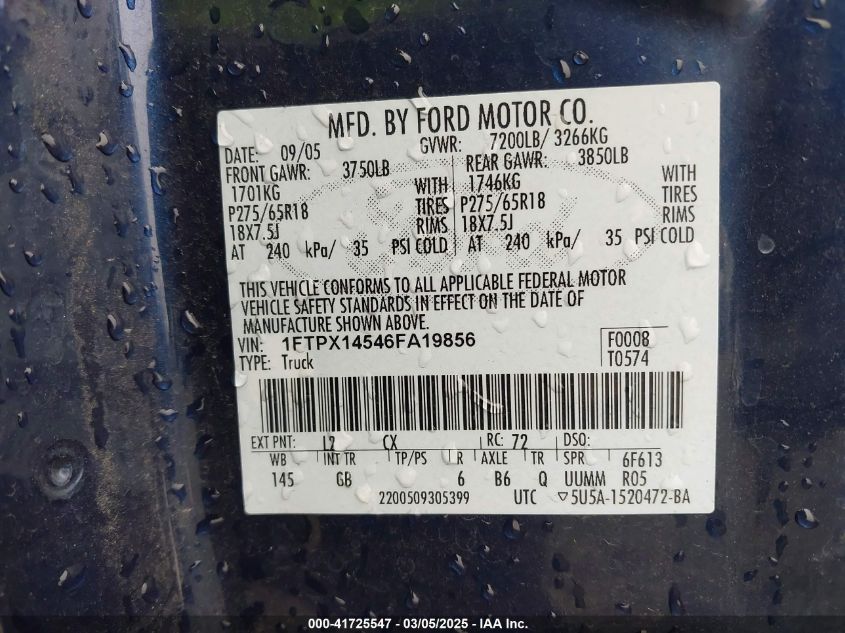 MFD. BY FORD MOTOR CO.
DATE: 09/05 GVWR: 7200LB/ 3266KG
FRONT GAWR: 3750LB REAR GAWR: 3850LB
1701KG WITH 1746KG WITH
P275/65R18 TIRES P275/65R18 TIRES
18X7.5J RIMS 18X7.5J RIMS
AT 240 kPa/ 35 PSI COLD AT 240 kPa/ 35 PSI COLD
THIS VEHICLE CONFORMS TO ALL APPLICABLE FEDERAL MOTOR
VEHICLE SAFETY STANDARDS IN EFFECT ON THE DATE OF
MANUFACTURE SHOWN ABOVE.
VIN: 1FTPX14546FA19856 F0008
TYPE: Truck T0574
EXT PNT: L2 CX RC: 72 DSO:
WB INT TR TP/PS R AXLE TR SPR 6F613
145 GB 6 B6 Q UUMM R05
2200509305399 UTC ▽5U5A-1520472-BA
000-41725547 - 03/05/2025 - IAA Inc.